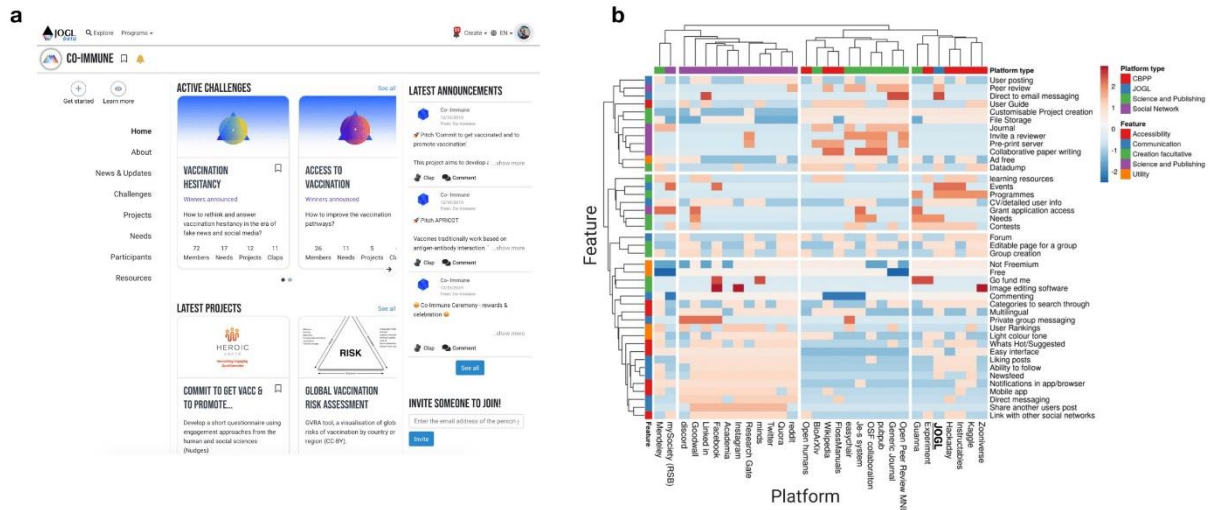 a
JOGL
beta
Explore
Programs
Create
EN
CO-IMMUNE
Get started
Learn more
Home
About
News & Updates
Challenges
Projects
Needs
Participants
Resources
ACTIVE CHALLENGES
See all
VACCINATION
HESITANCY
Winners announced
How to rethink and answer
vaccination hesitancy in the era of
fake news and social media?
72 17 12 11
Members Needs Projects Claps
ACCESS TO
VACCINATION
Winners announced
How to improve the vaccination
pathways?
26 11 5
Members Needs Projects
LATEST PROJECTS
See all
HEROIC
COMMIT TO GET VACC &
TO PROMOTE...
Develop a short questionnaire using
engagement approaches from the
human and social sciences
(Nudges)
RISK
GLOBAL VACCINATION
RISK ASSESSMENT
GVRA tool, a visualisation of glob
risks of vaccination by country or
region (CC-BY).
LATEST ANNOUNCEMENTS
Co-Immune
Pitch 'Commit to get vaccinated and to
promote vaccination'
This project aims to develop a ...show more
Clap Comment
Co-Immune
Pitch APRICOT
Vaccines traditionally work based on
antigen-antibody interaction. ...show more
Clap Comment
Co-Immune
Co-Immune Ceremony - rewards &
celebration
...show more
Clap Comment
See all
INVITE SOMEONE TO JOIN!
Enter the email address of the person
Invite
b
Platform type
User posting
Peer review
Direct to email messaging
User Guide
Customisable Project creation
File Storage
Journal
Invite a reviewer
Pre-print server
Collaborative paper writing
Ad free
Datadump
learning resources
Events
Programmes
CV/detailed user info
Grant application access
Needs
Contests
Forum
Editable page for a group
Group creation
Not Freemium
Free
Go fund me
Image editing software
Commenting
Categories to search through
Multilingual
Private group messaging
User Rankings
Light colour tone
Whats Hot/Suggested
Easy interface
Liking posts
Ability to follow
Newsfeed
Notifications in app/browser
Mobile app
Direct messaging
Share another users post
Link with other social networks
Feature
Feature
Mendeley
mySociety (RSB)
discord
Goodwall
Linked in
Facebook
Academia
Instagram
Research Gate
Minds
Twitter
Quora
reddit
Open humans
BioArXiv
Wikipedia
FlossManuals
easychair
Je-s system
OSF collaboraiton
pubpub
Generic Journal
Open Peer Review MNI
Guanna
Experiment
JOGL
Hackaday
Instructables
Kaggle
Zooniverse
Platform
Platform type
CBPP
JOGL
Science and Publishing
Social Network
Feature
Accessibility
Communication
Creation facultative
Science and Publishing
Utility
2
1
0
-1
-2